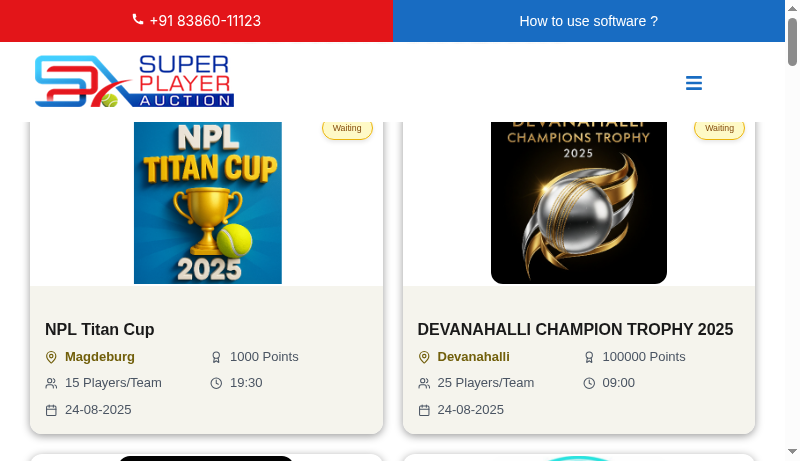 +91 83860-11123
How to use software ?
SUPER
PLAYER
AUCTION
Waiting
NPL
TITAN CUP
2025
NPL Titan Cup
Magdeburg
1000 Points
15 Players/Team
19:30
24-08-2025
Waiting
DEVANAHALLI
CHAMPIONS TROPHY
2025
DEVANAHALLI CHAMPION TROPHY 2025
Devanahalli
100000 Points
25 Players/Team
09:00
24-08-2025